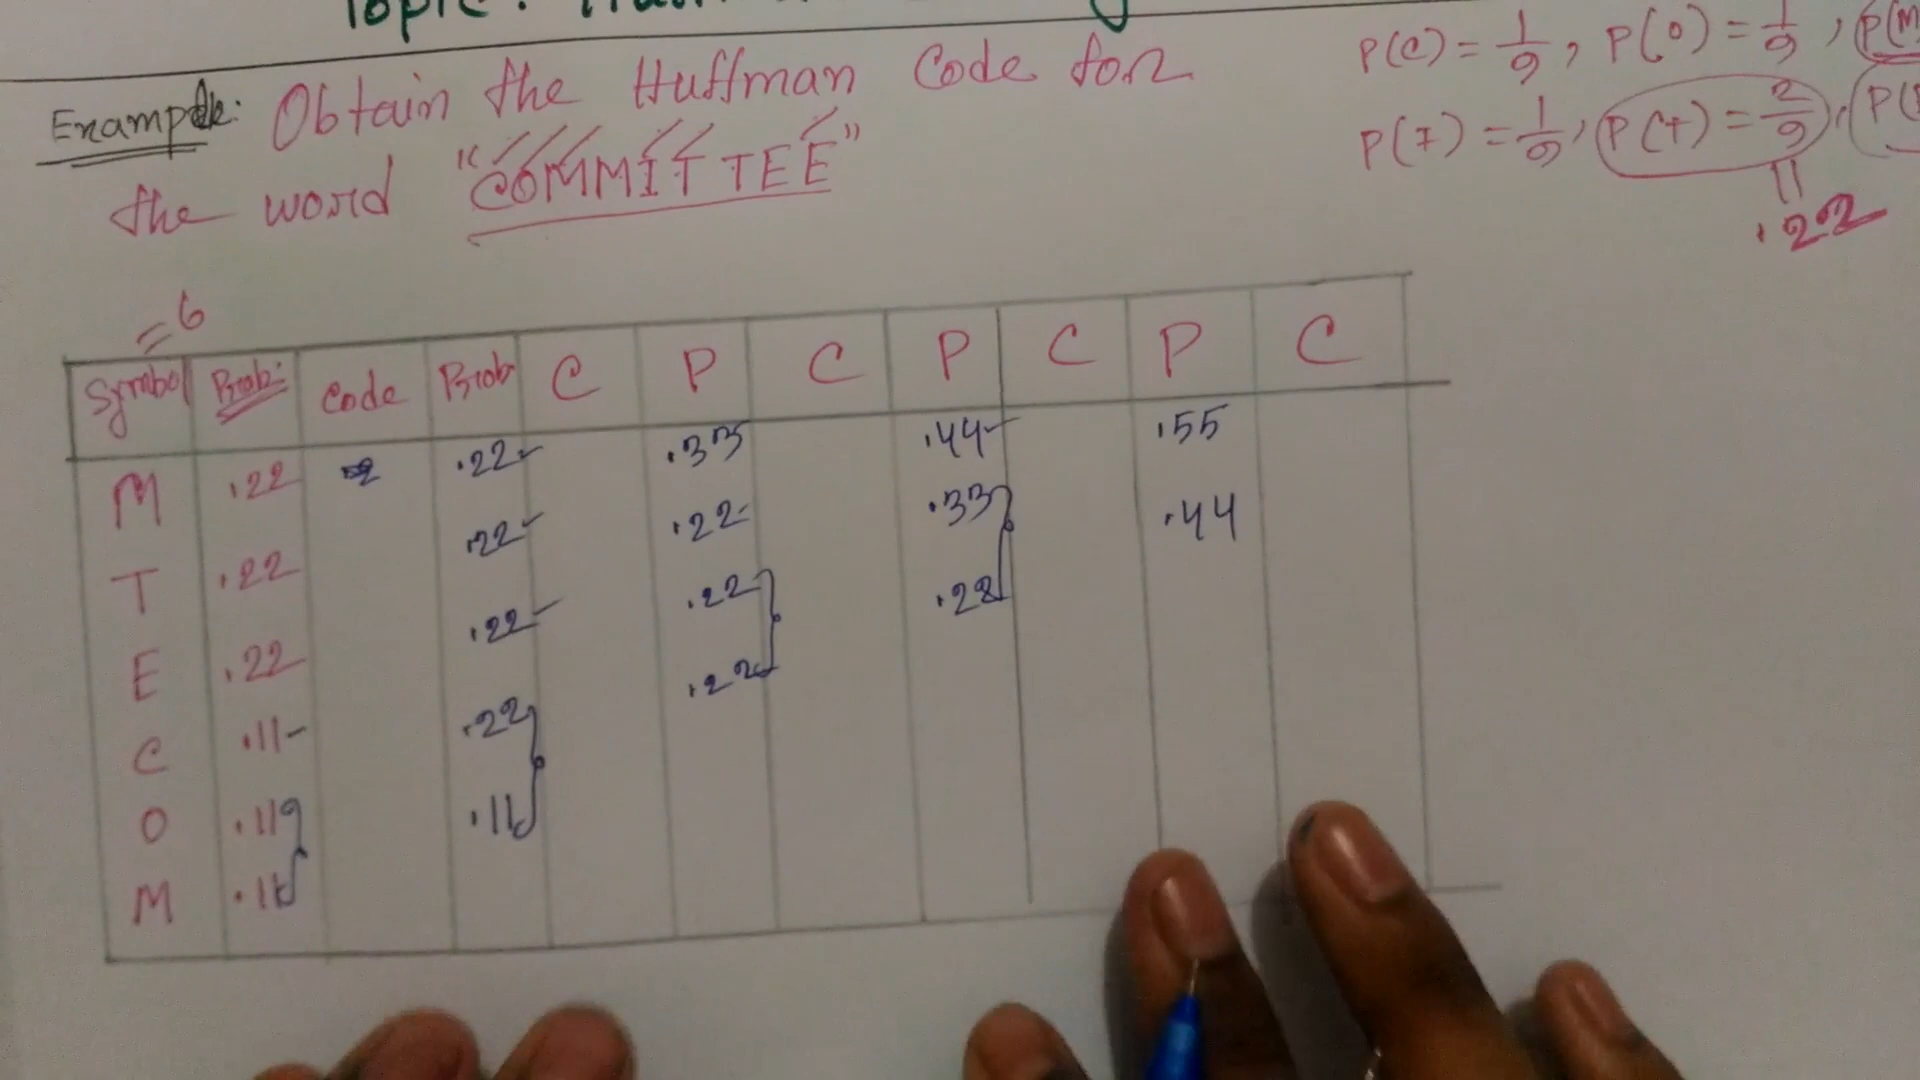 Topic:
Example: Obtain the Huffman Code for
the word "COMMITTEE"
P(C) = 1/9, P(O) = 1/9, P(M
P(I) = 1/9, P(T) = 2/9, P(
.22
=6
Symbol Prob: Code Prob C P C P C P C
M .22 .22 .33 .44 .55
T .22 .22 .22 .33 .44
E .22 .22 .22 .22
C .11 .22 .22
O .11 .11
M .11